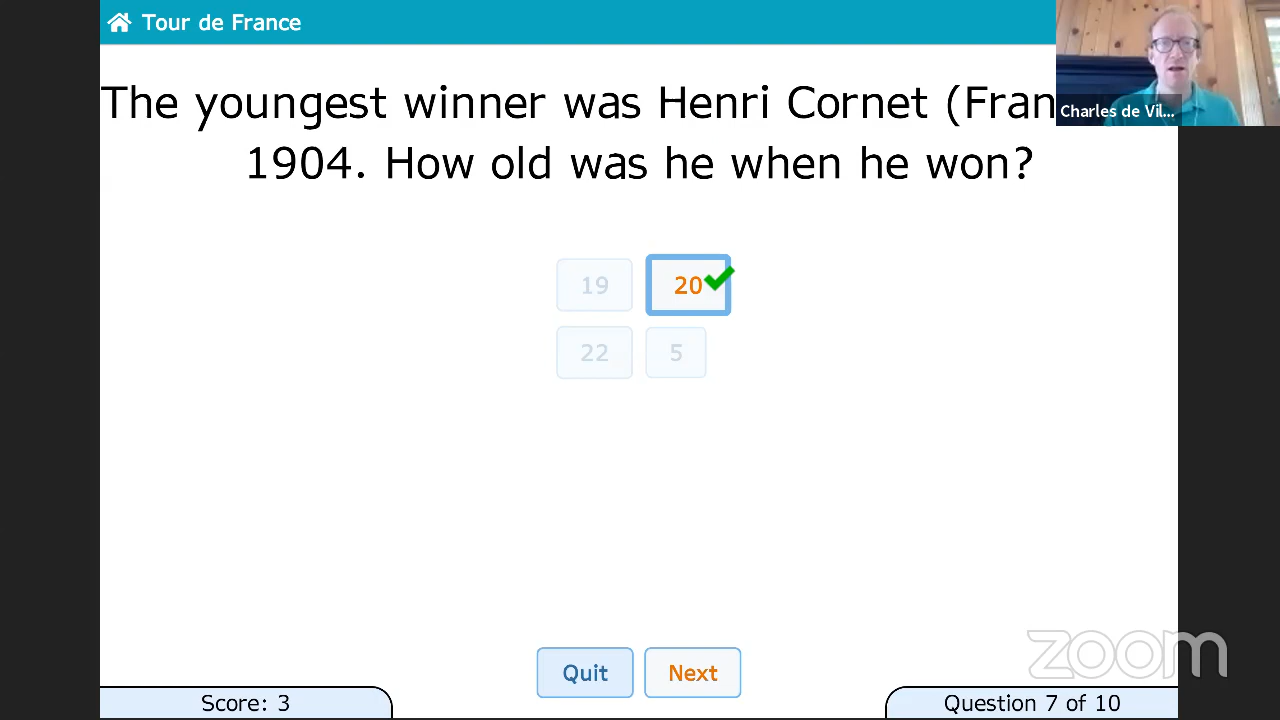 Tour de France
The youngest winner was Henri Cornet (Fran
1904. How old was he when he won?
Charles de Vil...
19
20
22
5
Quit
Next
zoom
Score: 3
Question 7 of 10